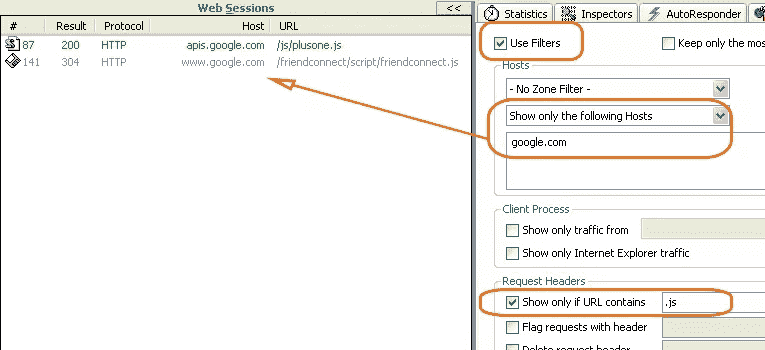 Web Sessions <<
# Result Protocol Host URL
87 200 HTTP apis.google.com /js/plusone.js
141 304 HTTP www.google.com /friendconnect/script/friendconnect.js
Statistics Inspectors AutoResponder
Use Filters Keep only the mos
Hosts
- No Zone Filter -
Show only the following Hosts
google.com
Client Process
Show only traffic from
Show only Internet Explorer traffic
Request Headers
Show only if URL contains .js
Flag requests with header
Delete request header